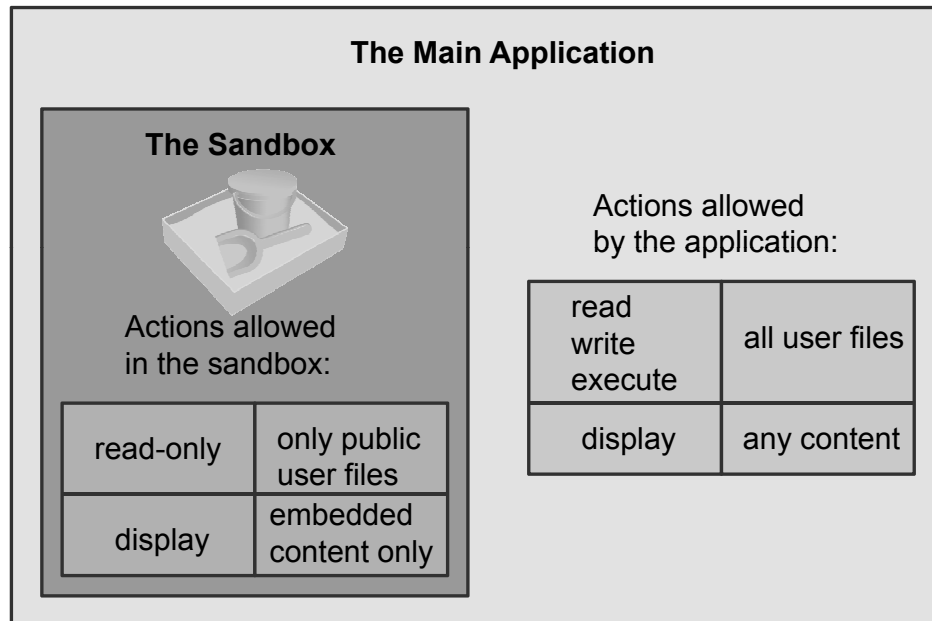 The Main Application
The Sandbox
Actions allowed
in the sandbox:
read-only
only public
user files
display
embedded
content only
Actions allowed
by the application:
read
write
execute
all user files
display
any content